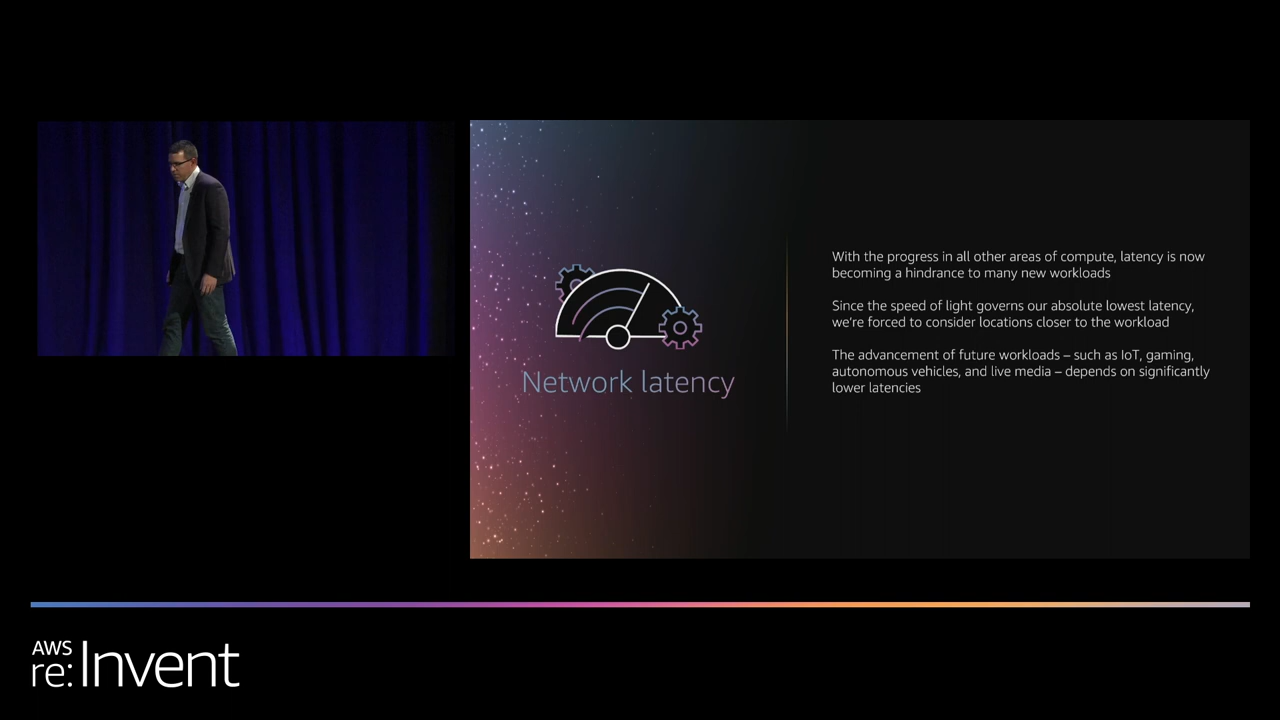 With the progress in all other areas of compute, latency is now
becoming a hindrance to many new workloads
Since the speed of light governs our absolute lowest latency,
we're forced to consider locations closer to the workload
Network latency
The advancement of future workloads – such as IoT, gaming,
autonomous vehicles, and live media – depends on significantly
lower latencies
AWS
re:Invent